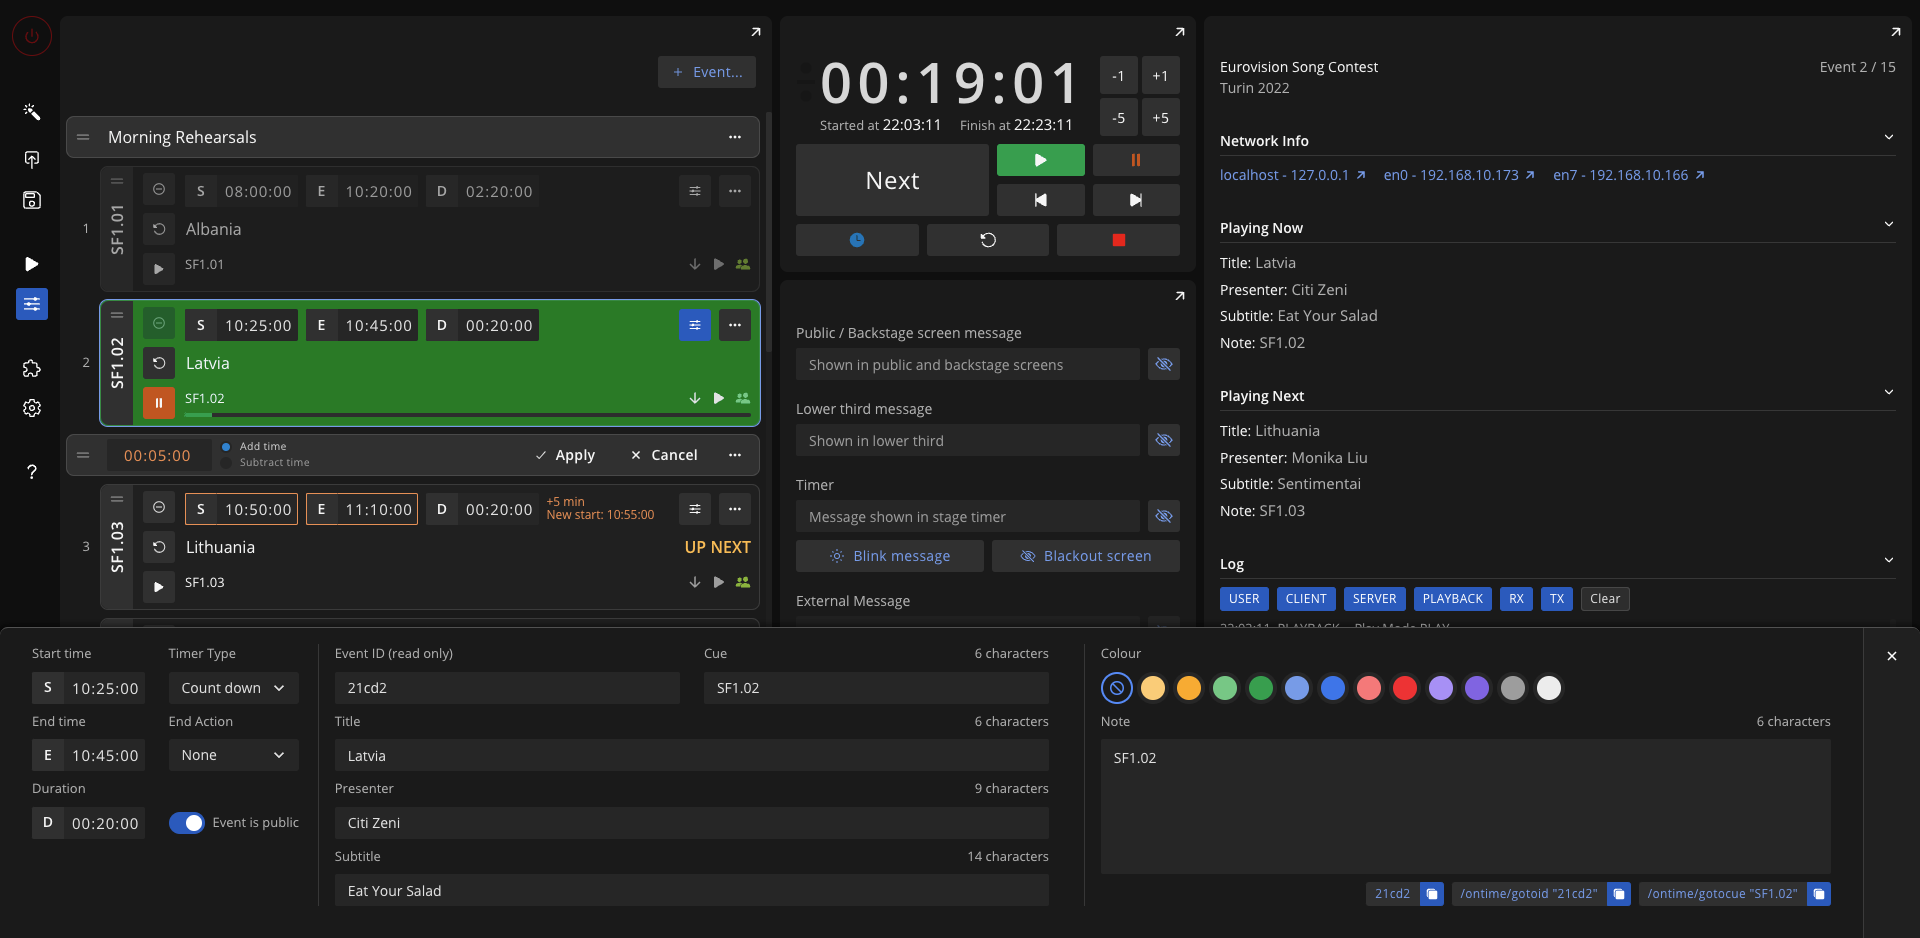 + Event...
Morning Rehearsals
1
SF1.01
S 08:00:00 E 10:20:00 D 02:20:00
Albania
SF1.01
2
SF1.02
S 10:25:00 E 10:45:00 D 00:20:00
Latvia
SF1.02
00:05:00
Add time
Subtract time
Apply
Cancel
3
SF1.03
S 10:50:00 E 11:10:00 D 00:20:00
+5 min
New start: 10:55:00
Lithuania
UP NEXT
SF1.03
00:19:01
Started at 22:03:11 Finish at 22:23:11
-1 +1
-5 +5
Next
Public / Backstage screen message
Shown in public and backstage screens
Lower third message
Shown in lower third
Timer
Message shown in stage timer
Blink message
Blackout screen
External Message
Eurovision Song Contest
Event 2 / 15
Turin 2022
Network Info
localhost - 127.0.0.1 en0 - 192.168.10.173 en7 - 192.168.10.166
Playing Now
Title: Latvia
Presenter: Citi Zeni
Subtitle: Eat Your Salad
Note: SF1.02
Playing Next
Title: Lithuania
Presenter: Monika Liu
Subtitle: Sentimentai
Note: SF1.03
Log
USER CLIENT SERVER PLAYBACK RX TX Clear
22:03:11 PLAYBACK Play Mode PLAY
Start time
S 10:25:00
End time
E 10:45:00
Duration
D 00:20:00
Timer Type
Count down
End Action
None
Event is public
Event ID (read only)
21cd2
Cue
6 characters
SF1.02
Title
6 characters
Latvia
Presenter
9 characters
Citi Zeni
Subtitle
14 characters
Eat Your Salad
Colour
Note
6 characters
SF1.02
21cd2
/ontime/gotoid "21cd2"
/ontime/gotocue "SF1.02"